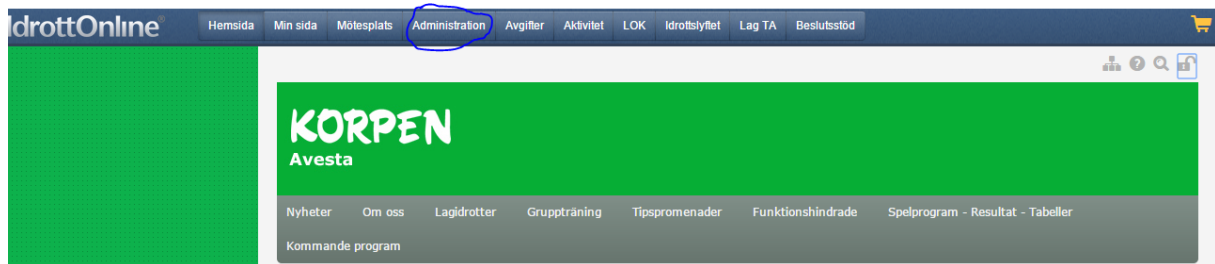 IdrottOnline Hemsida Min sida Mötesplats Administration Avgifter Aktivitet LOK Idrottslyftet Lag TA Beslutsstöd
KORPEN
Avesta
Nyheter Om oss Lagidrotter Gruppträning Tipspromenader Funktionshindrade Spelprogram - Resultat - Tabeller
Kommande program